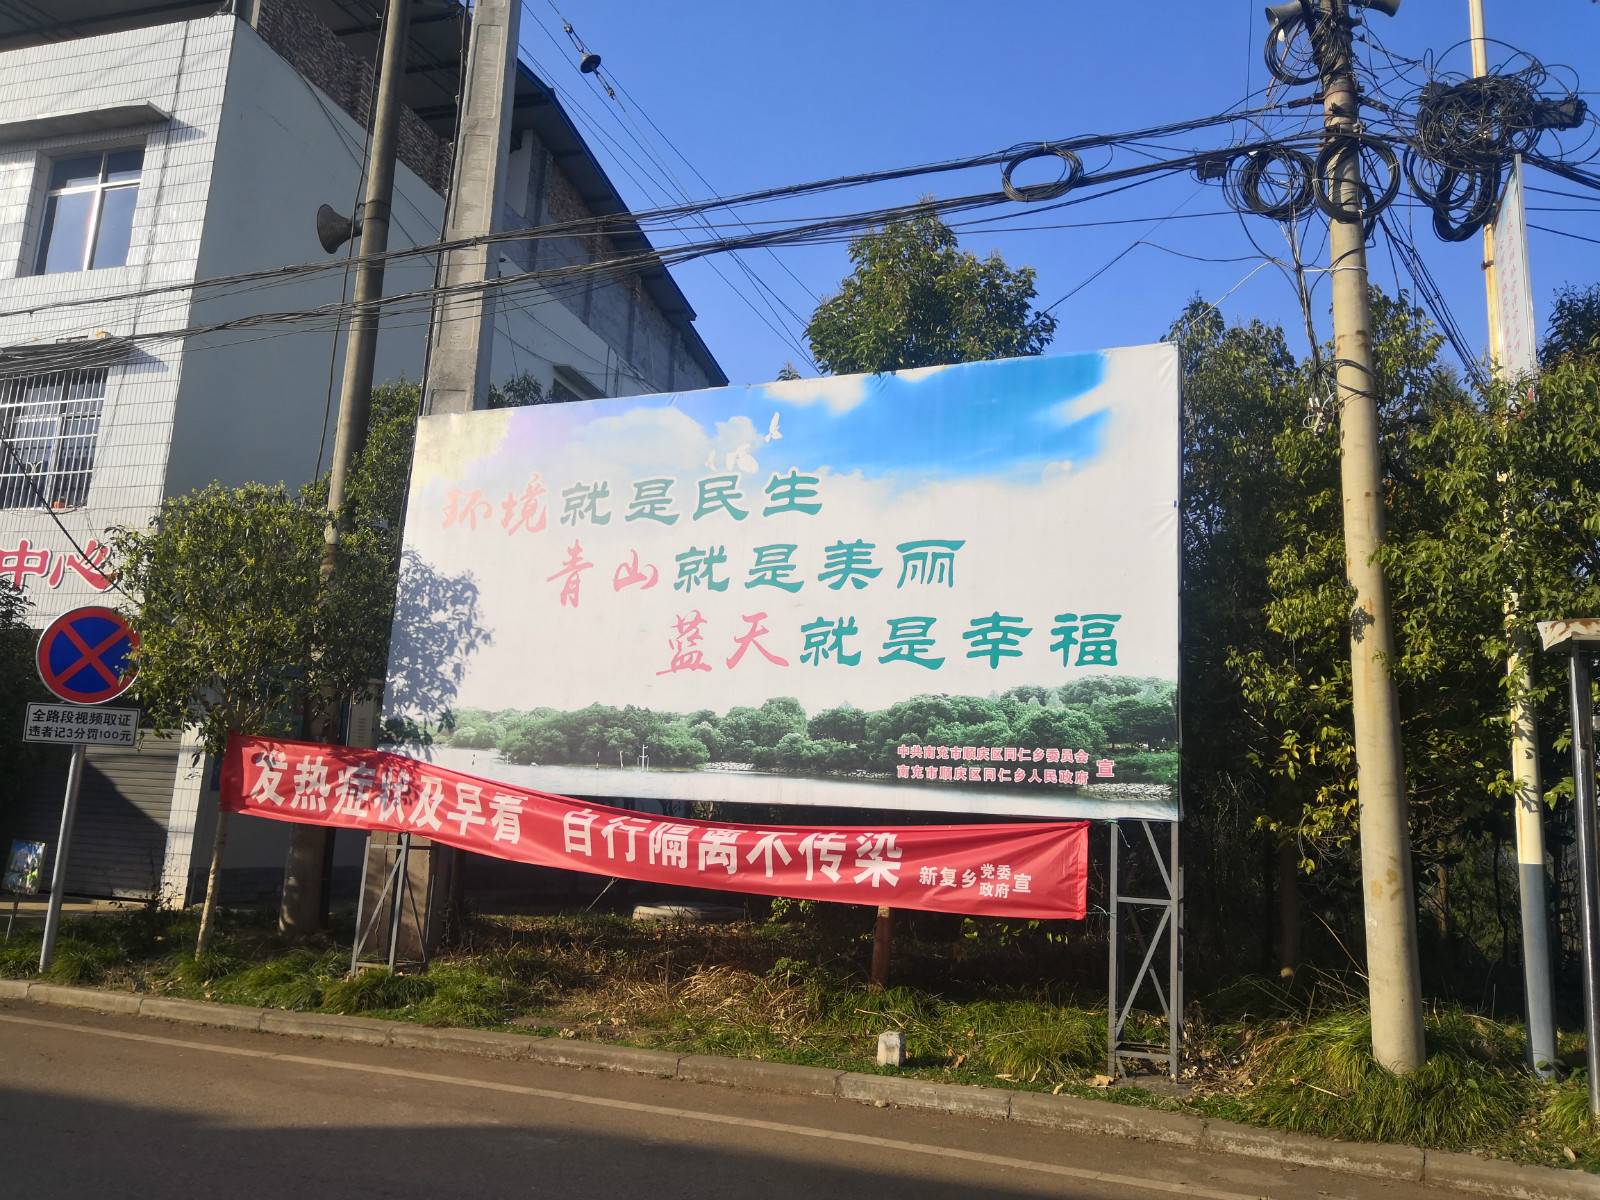 环境就是民生
青山就是美丽
蓝天就是幸福
中共南充市顺庆区同仁乡委员会
南充市顺庆区同仁乡人民政府
宣
发热症状及早看 自行隔离不传染
新复乡党委政府宣
中心
全路段视频取证
违者记3分罚100元